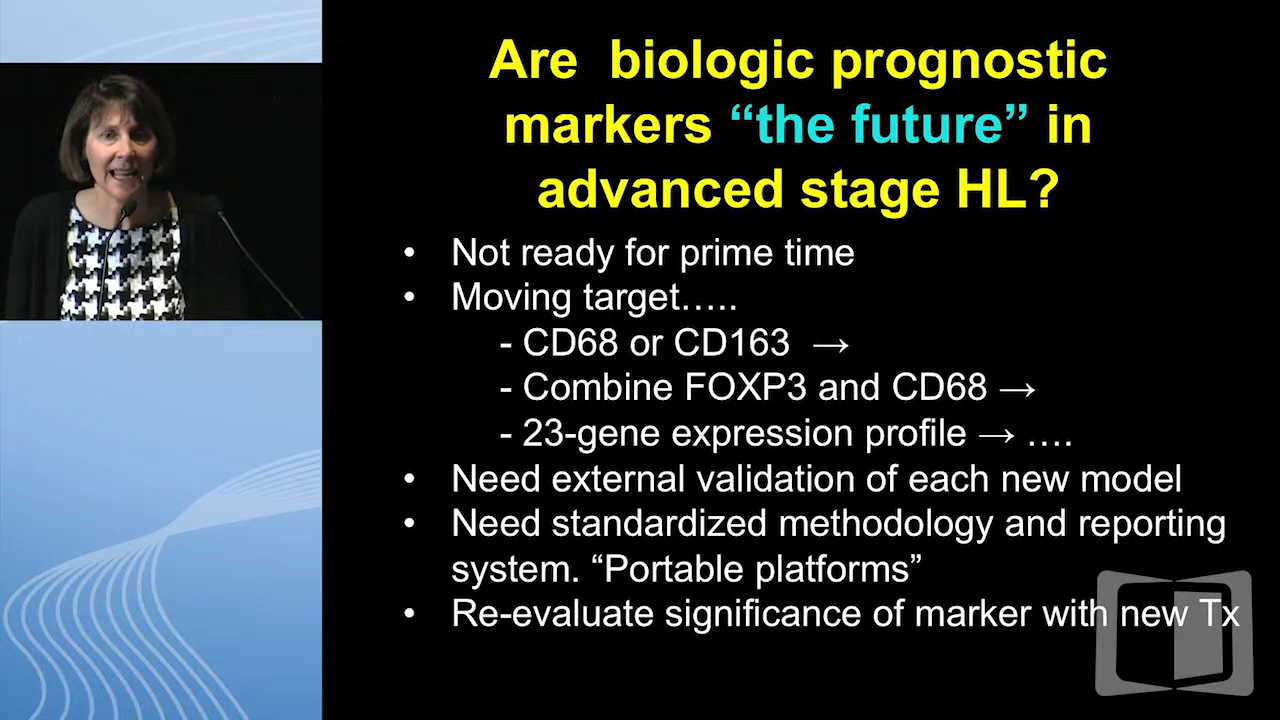 Are biologic prognostic
markers “the future” in
advanced stage HL?
• Not ready for prime time
• Moving target…..
- CD68 or CD163 →
- Combine FOXP3 and CD68 →
- 23-gene expression profile → ….
• Need external validation of each new model
• Need standardized methodology and reporting
system. “Portable platforms”
• Re-evaluate significance of marker with new Tx